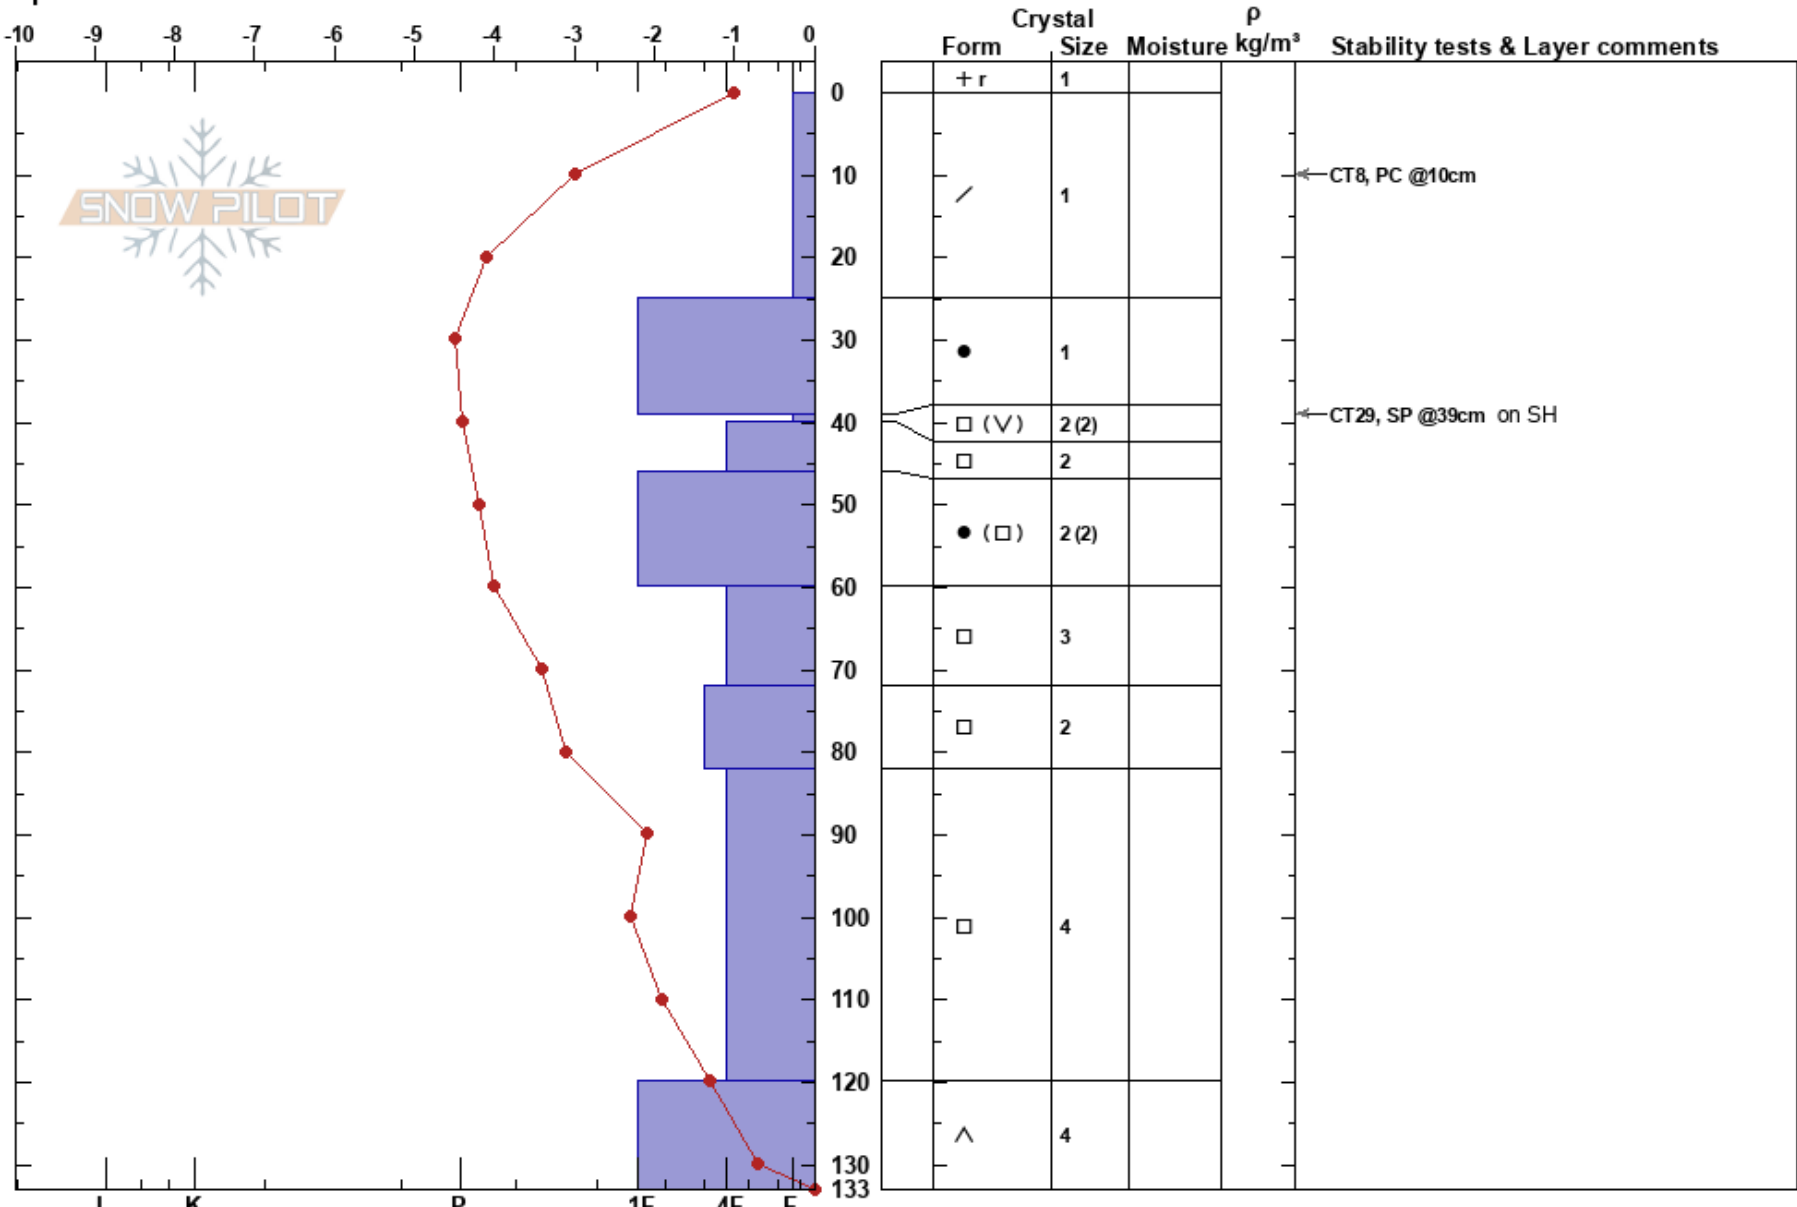 Crystal ρ
-10 -9 -8 -7 -6 -5 -4 -3 -2 -1 0 Form Size Moisture kg/m³ Stability tests & Layer comments
+ r 1
0
10 CT8, PC @10cm
SNOW PILOT / 1
20
30 ● 1
40 □ (V) 2 (2) CT29, SP @39cm on SH
□ 2
50 ● (□) 2 (2)
60
□ 3
70
□ 2
80
90
100 □ 4
110
120
∧ 4
130
133
I K P 1F 4F F